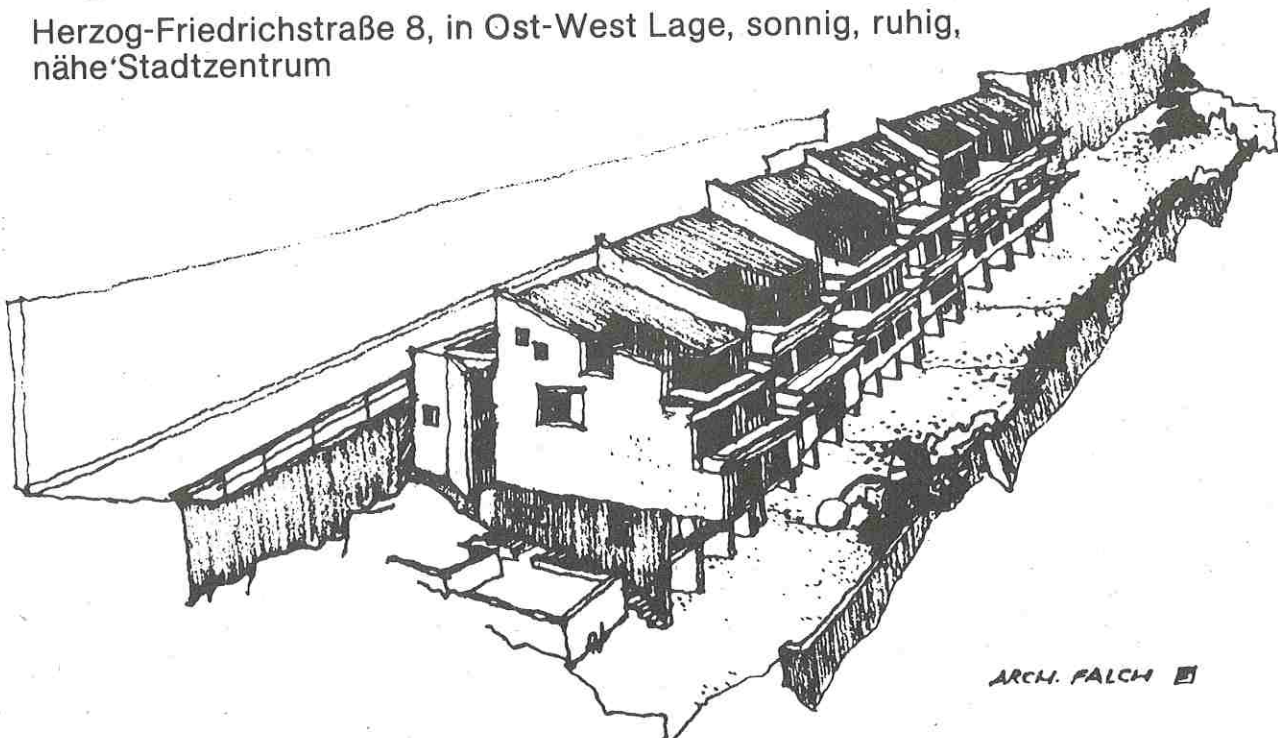 Herzog-Friedrichstraße 8, in Ost-West Lage, sonnig, ruhig,
nähe Stadtzentrum
ARCH. FALCH